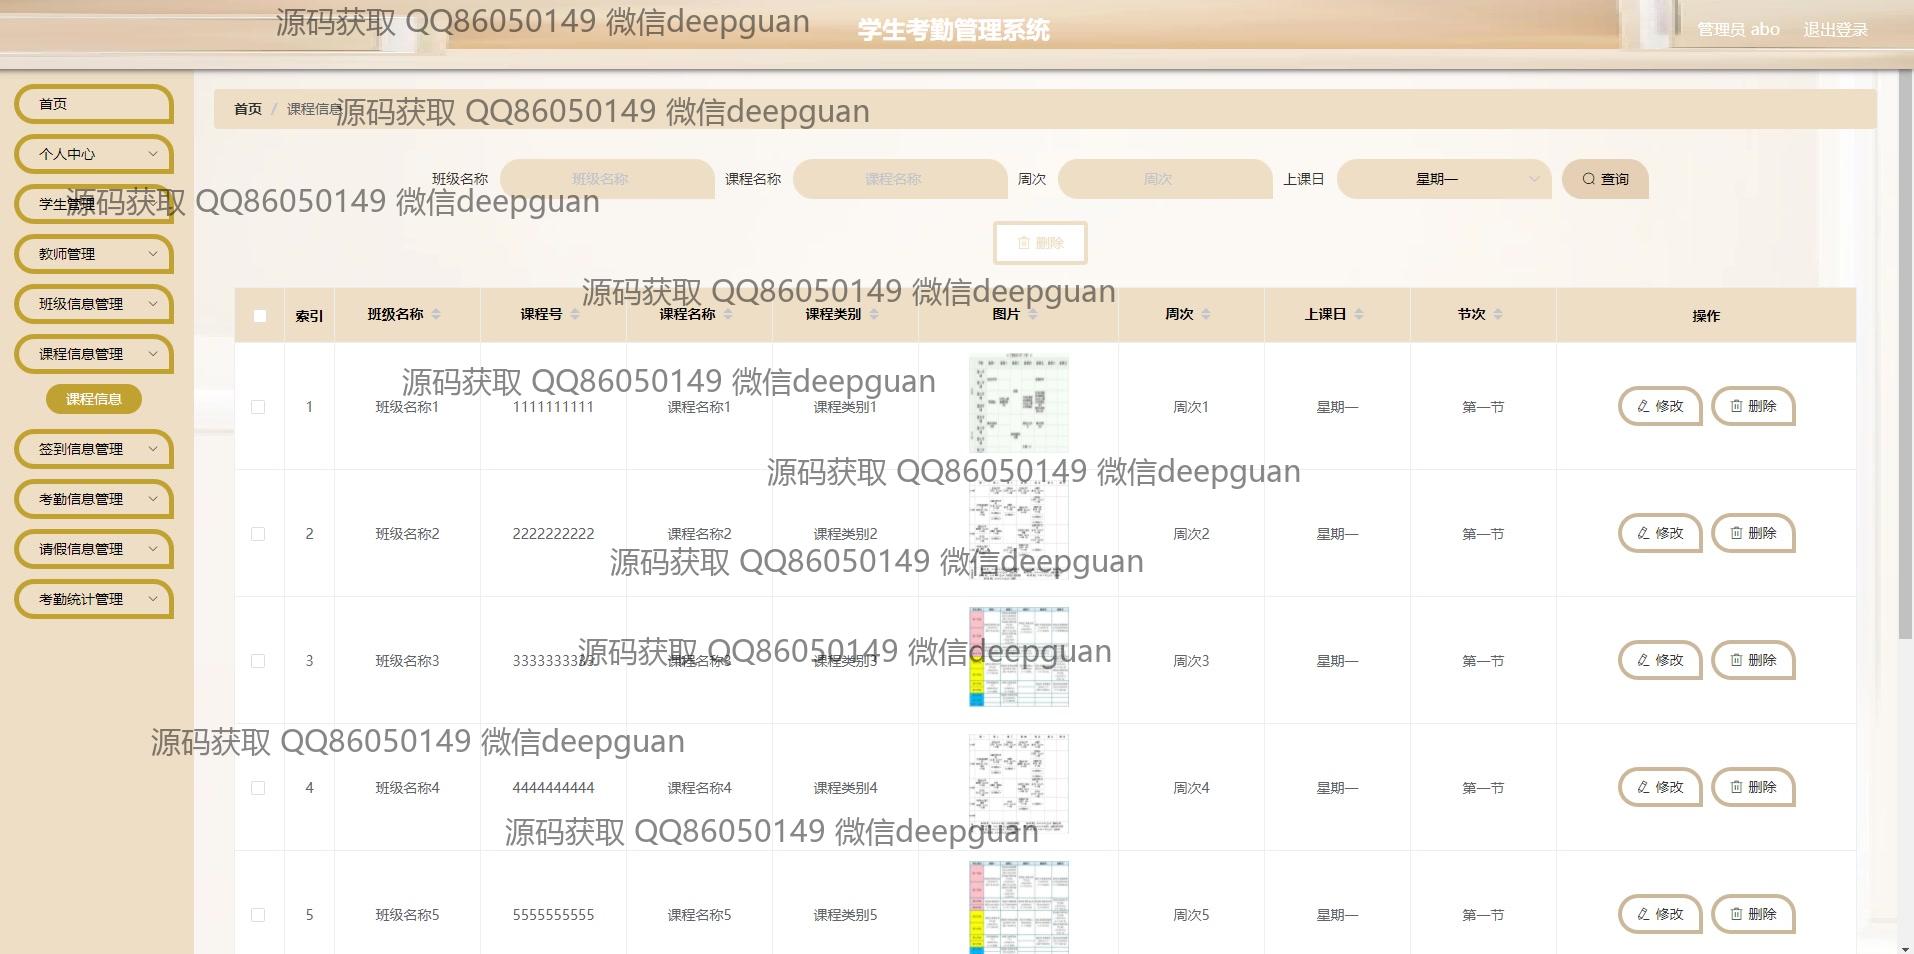 源码获取 QQ86050149 微信deepguan
学生考勤管理系统
管理员 abo 退出登录
首页
个人中心
学生管理
教师管理
班级信息管理
课程信息管理
课程信息
签到信息管理
考勤信息管理
请假信息管理
考勤统计管理
首页 / 课程信息
源码获取 QQ86050149 微信deepguan
班级名称 班级名称 课程名称 课程名称 周次 周次 上课日 星期一 查询
源码获取 QQ86050149 微信deepguan
删除
源码获取 QQ86050149 微信deepguan
索引 班级名称 课程号 课程名称 课程类别 图片 周次 上课日 节次 操作
源码获取 QQ86050149 微信deepguan
1 班级名称1 1111111111 课程名称1 课程类别1 周次1 星期一 第一节 修改 删除
源码获取 QQ86050149 微信deepguan
2 班级名称2 2222222222 课程名称2 课程类别2 周次2 星期一 第一节 修改 删除
源码获取 QQ86050149 微信deepguan
源码获取 QQ86050149 微信deepguan
3 班级名称3 3333333333 课程名称3 课程类别3 周次3 星期一 第一节 修改 删除
源码获取 QQ86050149 微信deepguan
4 班级名称4 4444444444 课程名称4 课程类别4 周次4 星期一 第一节 修改 删除
源码获取 QQ86050149 微信deepguan
5 班级名称5 5555555555 课程名称5 课程类别5 周次5 星期一 第一节 修改 删除